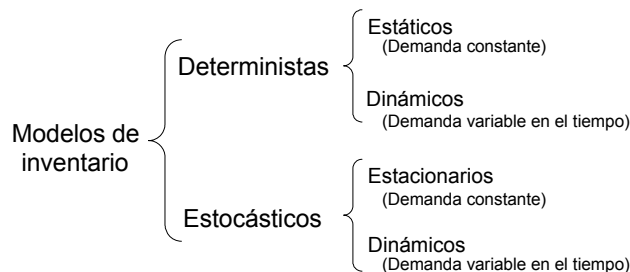 Modelos de
inventario
Deterministas
Estáticos
(Demanda constante)
Dinámicos
(Demanda variable en el tiempo)
Estocásticos
Estacionarios
(Demanda constante)
Dinámicos
(Demanda variable en el tiempo)